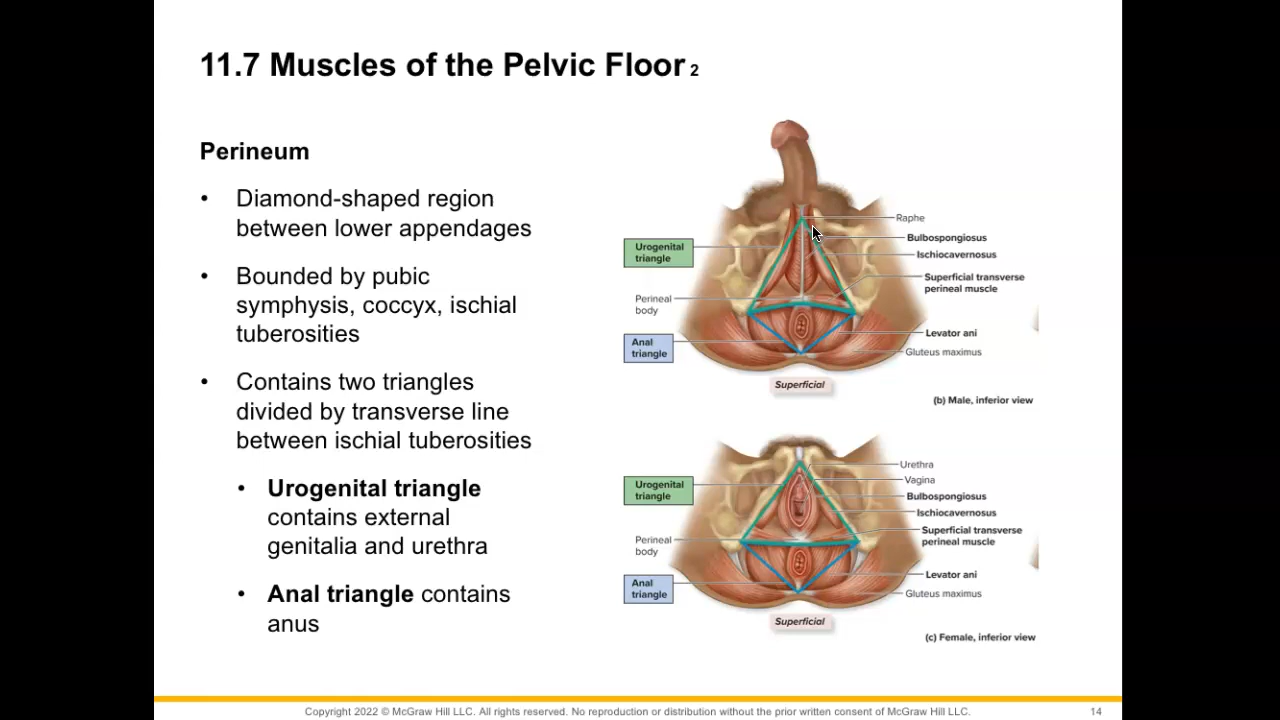 11.7 Muscles of the Pelvic Floor 2
Perineum
• Diamond-shaped region
between lower appendages
• Bounded by pubic
symphysis, coccyx, ischial
tuberosities
• Contains two triangles
divided by transverse line
between ischial tuberosities
• Urogenital triangle
contains external
genitalia and urethra
• Anal triangle contains
anus
Raphe
Bulbospongiosus
Ischiocavernosus
Urogenital
triangle
Superficial transverse
perineal muscle
Perineal
body
Levator ani
Anal
triangle
Gluteus maximus
Superficial
(b) Male, inferior view
Urethra
Vagina
Urogenital
triangle
Bulbospongiosus
Ischiocavernosus
Superficial transverse
perineal muscle
Perineal
body
Levator ani
Anal
triangle
Gluteus maximus
Superficial
(c) Female, inferior view
Copyright 2022 © McGraw Hill LLC. All rights reserved. No reproduction or distribution without the prior written consent of McGraw Hill LLC.
14